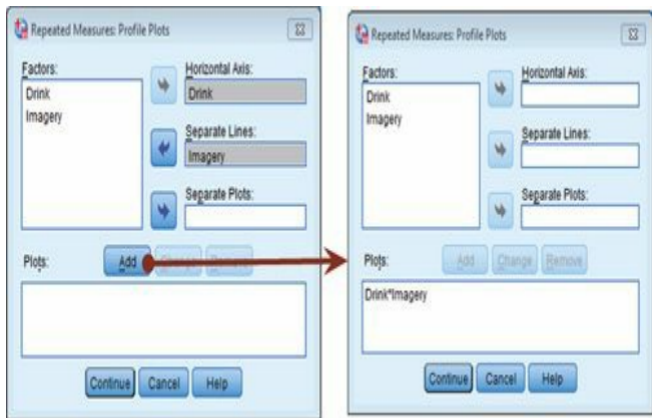 Repeated Measures: Profile Plots
Factors:
Drink
Imagery
Horizontal Axis:
Drink
Separate Lines:
Imagery
Separate Plots:
Plots:
Add
Change
Remove
Continue
Cancel
Help
Repeated Measures: Profile Plots
Factors:
Drink
Imagery
Horizontal Axis:
Separate Lines:
Separate Plots:
Plots:
Add
Change
Remove
Drink*Imagery
Continue
Cancel
Help